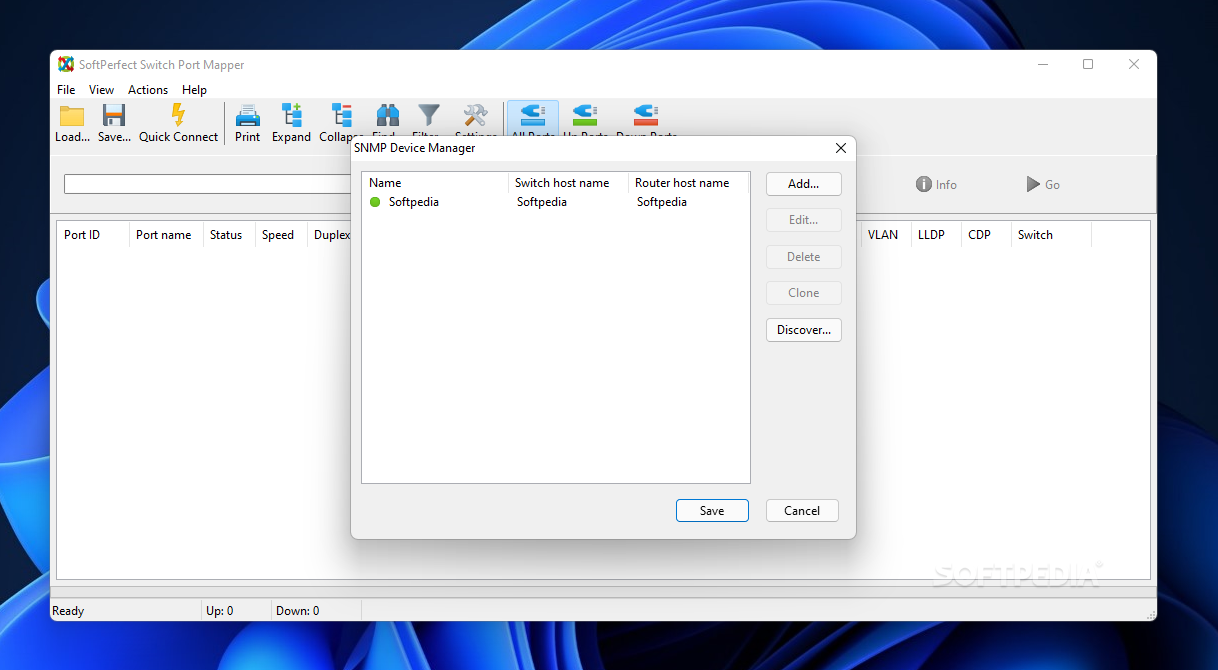 SoftPerfect Switch Port Mapper
File View Actions Help
Load... Save... Quick Connect Print Expand Collapse Find... Filter... Settings... All Ports Up Ports Down Ports
SNMP Device Manager
Name Switch host name Router host name
Softpedia Softpedia Softpedia
Add...
Edit...
Delete
Clone
Discover...
Save Cancel
Info Go
Port ID Port name Status Speed Duplex VLAN LLDP CDP Switch
SOFTPEDIA
Ready Up: 0 Down: 0